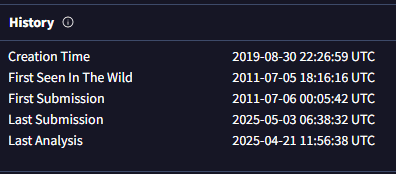 History
Creation Time 2019-08-30 22:26:59 UTC
First Seen In The Wild 2011-07-05 18:16:16 UTC
First Submission 2011-07-06 00:05:42 UTC
Last Submission 2025-05-03 06:38:32 UTC
Last Analysis 2025-04-21 11:56:38 UTC